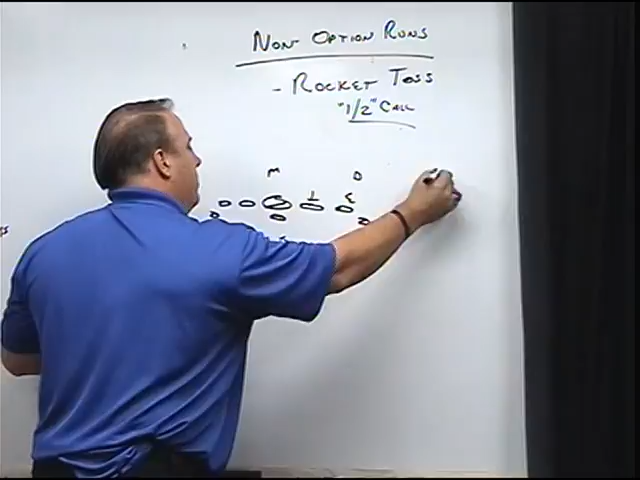 Non-Option Runs
- Rocket Toss
"1/2" Call
M